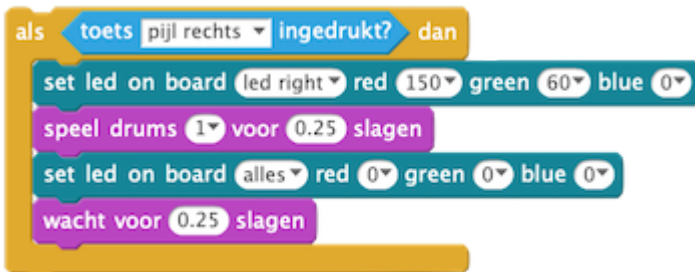 als toets pijl rechts ingedrukt? dan
set led on board led right red 150 green 60 blue 0
speel drums 1 voor 0.25 slagen
set led on board alles red 0 green 0 blue 0
wacht voor 0.25 slagen